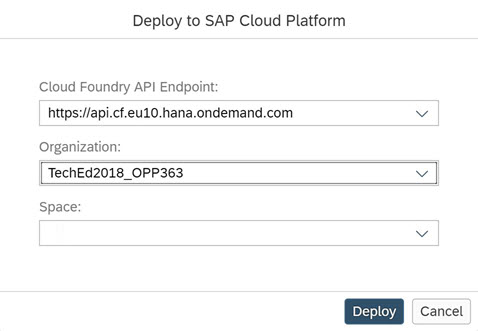 Deploy to SAP Cloud Platform
Cloud Foundry API Endpoint:
https://api.cf.eu10.hana.ondemand.com
Organization:
TechEd2018_OPP363
Space:
Deploy Cancel